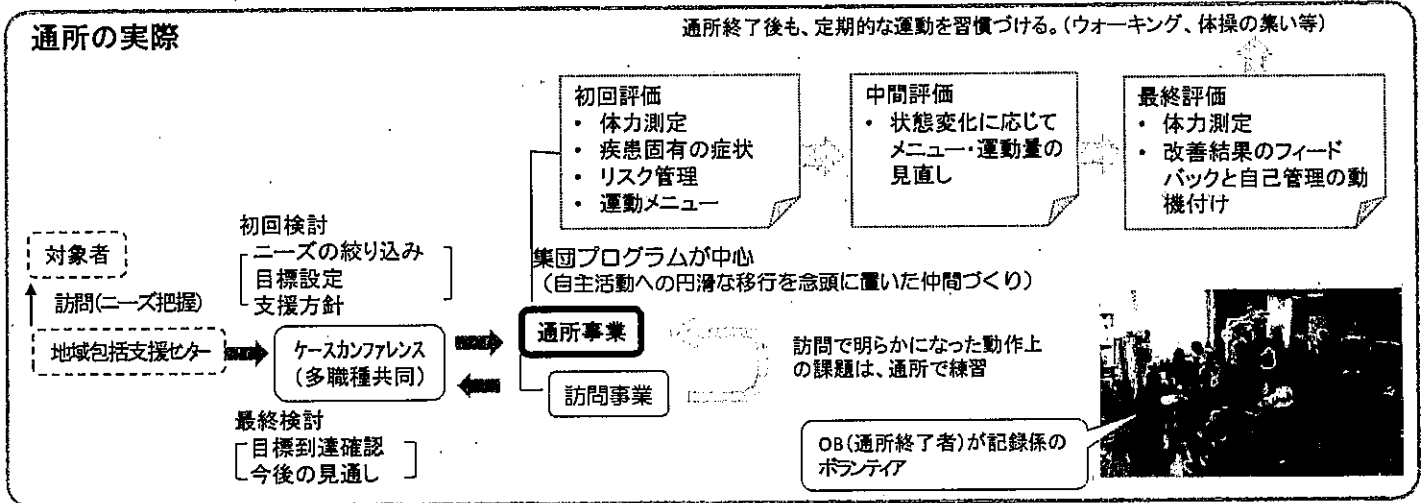 通所の実際
通所終了後も、定期的な運動を習慣づける。(ウォーキング、体操の集い等)
初回評価
・ 体力測定
・ 疾患固有の症状
・ リスク管理
・ 運動メニュー
中間評価
・ 状態変化に応じて
メニュー・運動量の
見直し
最終評価
・ 体力測定
・ 改善結果のフィード
バックと自己管理の動
機付け
対象者
訪問(ニーズ把握)
地域包括支援センター
初回検討
ニーズの絞り込み
目標設定
支援方針
ケースカンファレンス
(多職種共同)
最終検討
目標到達確認
今後の見通し
集団プログラムが中心
(自主活動への円滑な移行を念頭に置いた仲間づくり)
通所事業
訪問事業
訪問で明らかになった動作上
の課題は、通所で練習
OB(通所終了者)が記録係の
ボランティア